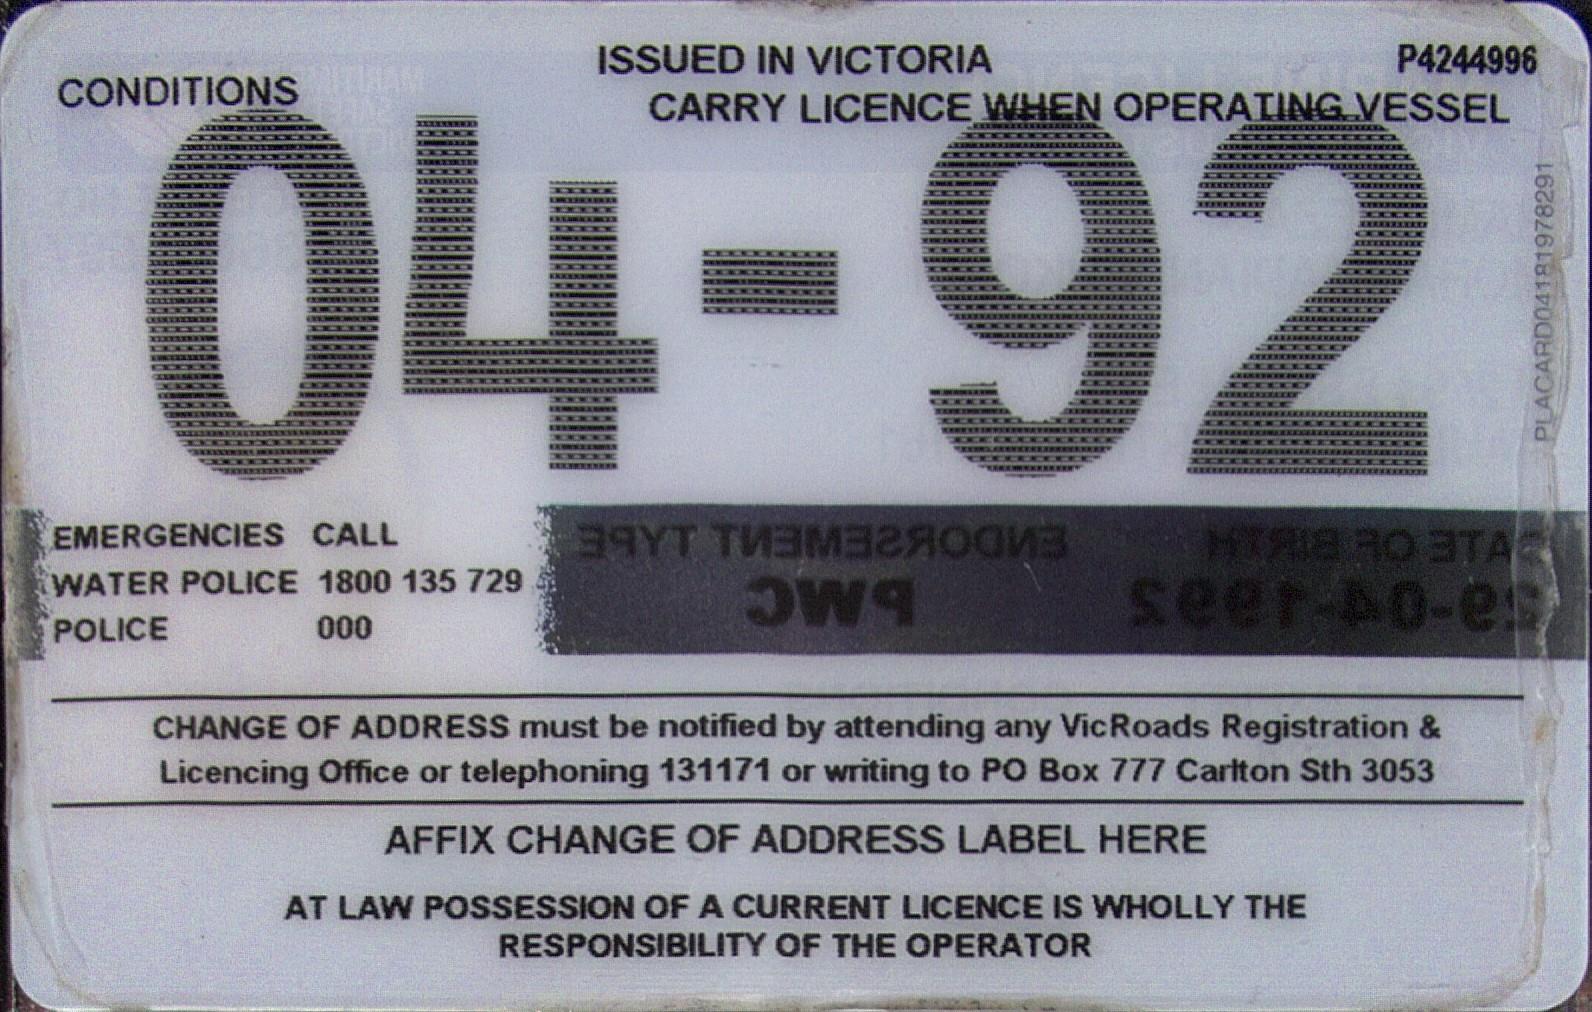 ISSUED IN VICTORIA P4244996
CONDITIONS
CARRY LICENCE WHEN OPERATING VESSEL
04-92
PLACARD04181978291
EMERGENCIES CALL
WATER POLICE 1800 135 729
POLICE 000
ENDORSEMENT TYPE DATE OF BIRTH
PWC 29-04-1992
CHANGE OF ADDRESS must be notified by attending any VicRoads Registration &
Licencing Office or telephoning 131171 or writing to PO Box 777 Carlton Sth 3053
AFFIX CHANGE OF ADDRESS LABEL HERE
AT LAW POSSESSION OF A CURRENT LICENCE IS WHOLLY THE
RESPONSIBILITY OF THE OPERATOR